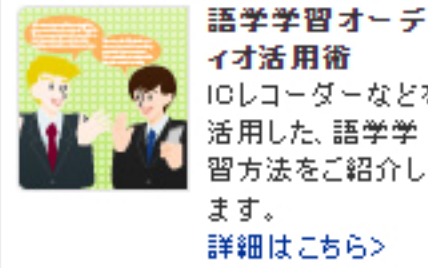 語学学習オーデ
ィオ活用術
ICレコーダーなどを
活用した、語学学
習方法をご紹介し
ます。
詳細はこちら>